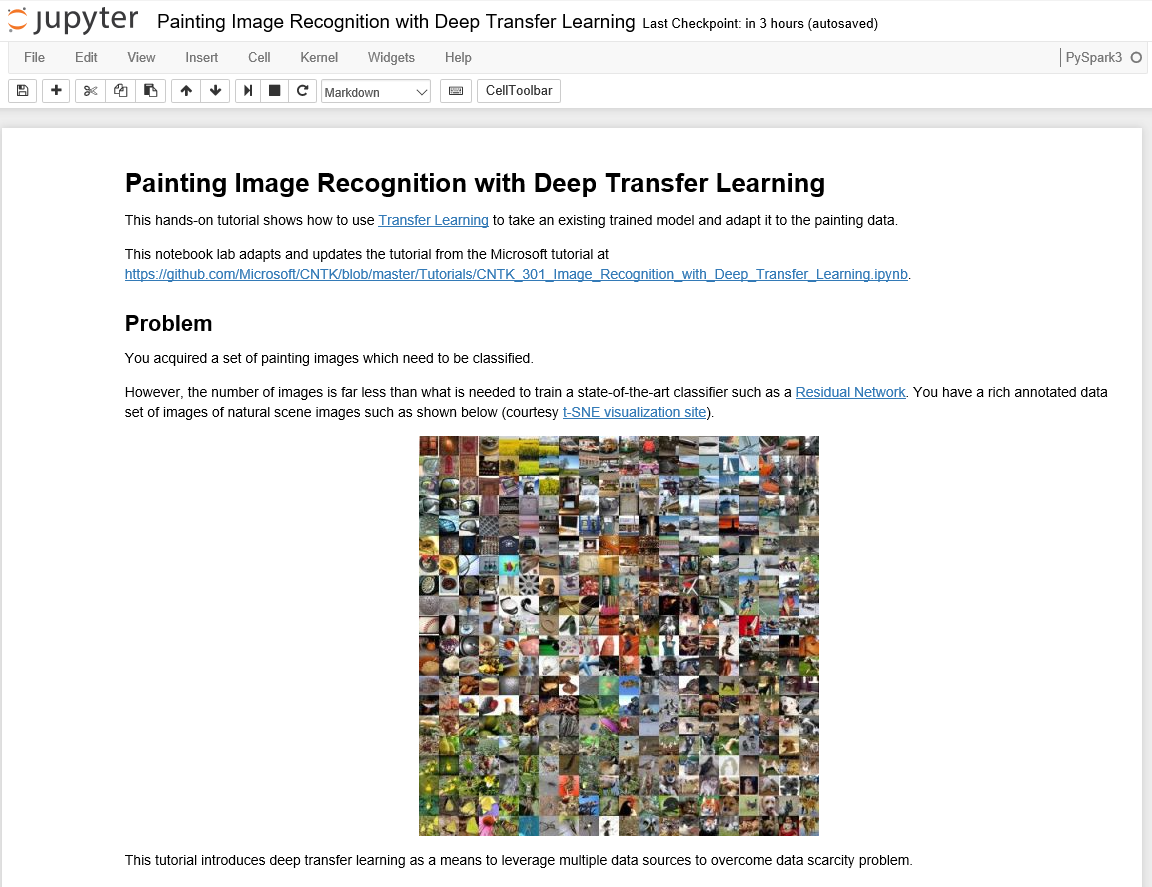 jupyter Painting Image Recognition with Deep Transfer Learning Last Checkpoint: in 3 hours (autosaved)
File Edit View Insert Cell Kernel Widgets Help PySpark3
Markdown CellToolbar
Painting Image Recognition with Deep Transfer Learning
This hands-on tutorial shows how to use Transfer Learning to take an existing trained model and adapt it to the painting data.
This notebook lab adapts and updates the tutorial from the Microsoft tutorial at
https://github.com/Microsoft/CNTK/blob/master/Tutorials/CNTK_301_Image_Recognition_with_Deep_Transfer_Learning.ipynb.
Problem
You acquired a set of painting images which need to be classified.
However, the number of images is far less than what is needed to train a state-of-the-art classifier such as a Residual Network. You have a rich annotated data
set of images of natural scene images such as shown below (courtesy t-SNE visualization site).
This tutorial introduces deep transfer learning as a means to leverage multiple data sources to overcome data scarcity problem.